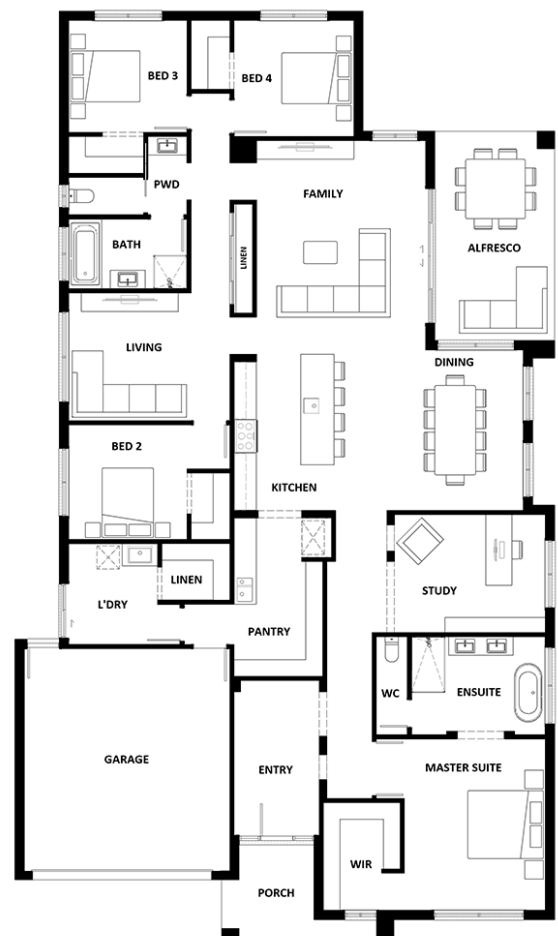 BED 3
BED 4
PWD
FAMILY
BATH
LINEN
ALFRESCO
LIVING
DINING
BED 2
KITCHEN
LINEN
L'DRY
STUDY
PANTRY
WC
ENSUITE
GARAGE
ENTRY
MASTER SUITE
WIR
PORCH